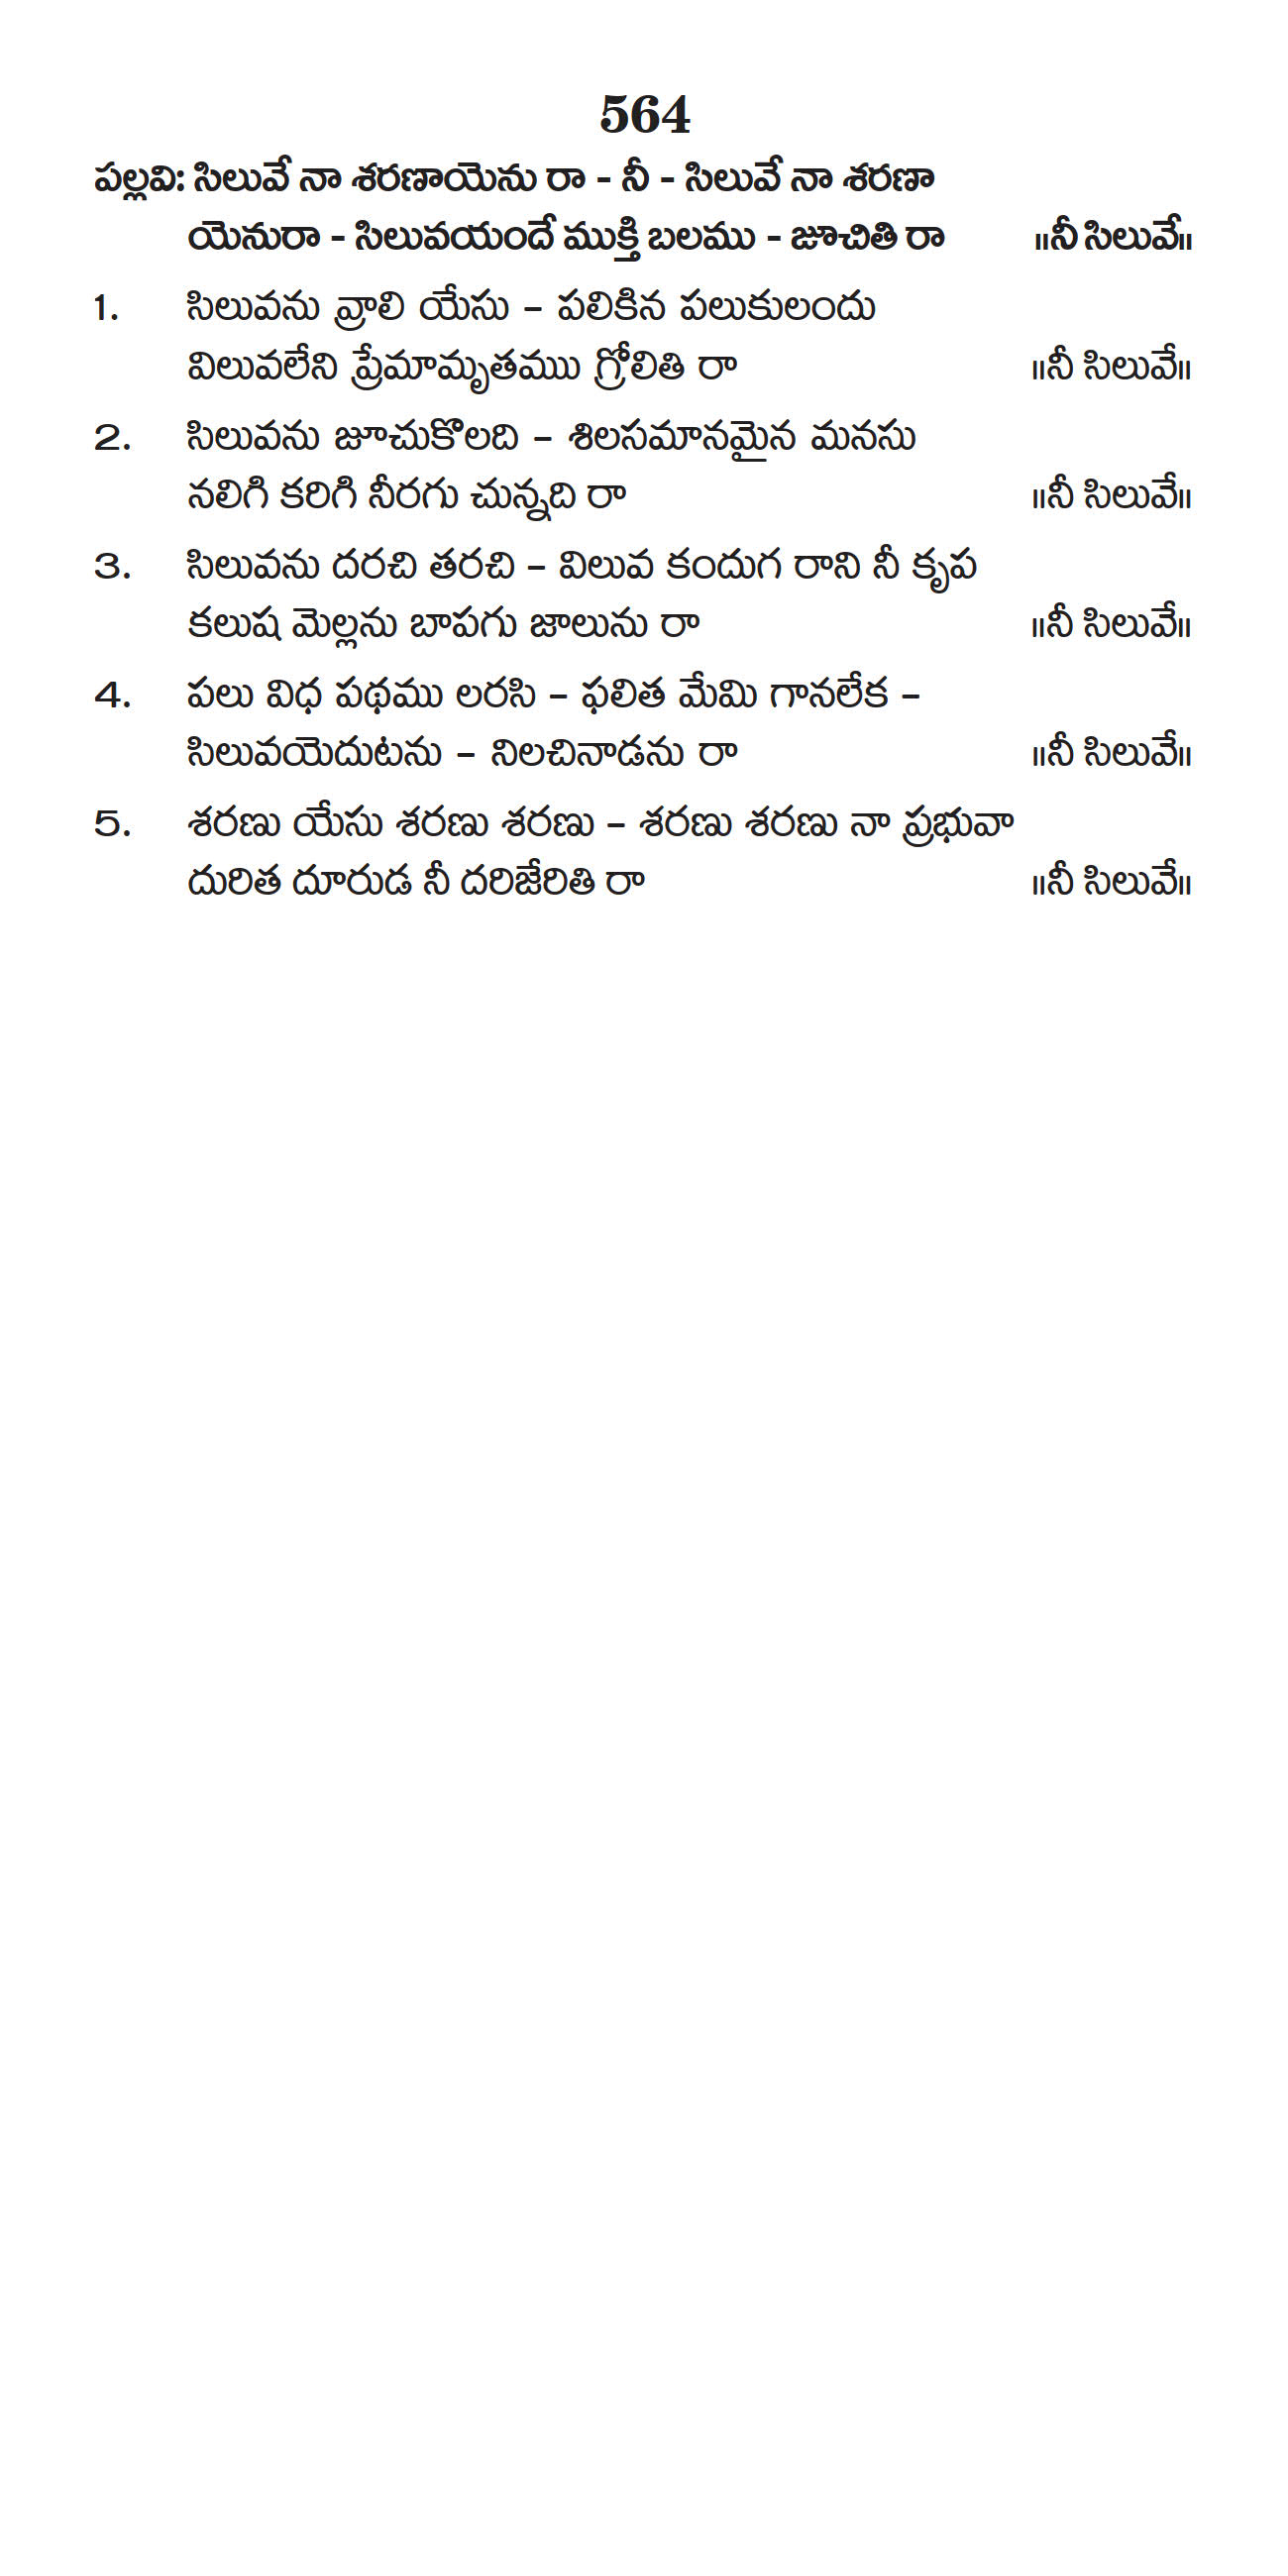 564
పల్లవి: సిలువే నా శరణాయెను రా - నీ - సిలువే నా శరణా
యెనురా - సిలువయందే ముక్తి బలము - జూచితి రా ॥నీ సిలువే॥
1. సిలువను వ్రాలి యేసు – పలికిన పలుకులందు
విలువలేని ప్రేమామృతముఁ గ్రోలితి రా ॥నీ సిలువే॥
2. సిలువను జూచుకొలది – శిలసమానమైన మనసు
నలిగి కరిగి నీరగు చున్నది రా ॥నీ సిలువే॥
3. సిలువను దరచి తరచి – విలువ కందుగ రాని నీ కృప
కలుష మెల్లను బాపగు జాలును రా ॥నీ సిలువే॥
4. పలు విధ పథము లరసి – ఫలిత మేమి గానలేక –
సిలువయెదుటను – నిలచినాడను రా ॥నీ సిలువే॥
5. శరణు యేసు శరణు శరణు – శరణు శరణు నా ప్రభువా
దురిత దూరుడ నీ దరిజేరితి రా ॥నీ సిలువే॥